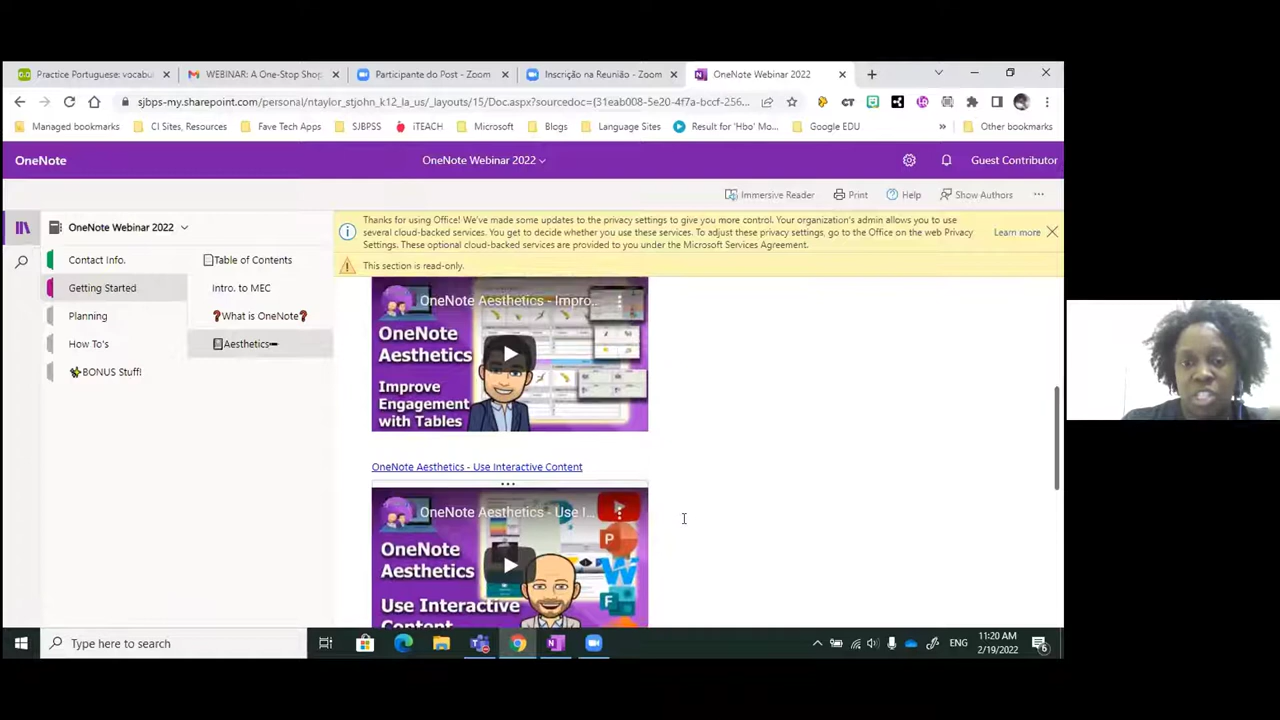 Practice Portuguese: vocabu
WEBINAR: A One-Stop Shop
Participante do Post - Zoom
Inscrição na Reunião - Zoom
OneNote Webinar 2022
sjbps-my.sharepoint.com/personal/ntaylor_stjohn_k12_la_us/_layouts/15/Doc.aspx?sourcedoc={31eab008-5e20-4f7a-bccf-256...
Managed bookmarks
CI Sites, Resources
Fave Tech Apps
SJBPSS
iTEACH
Microsoft
Blogs
Language Sites
Result for 'Hbo' Mo...
Google EDU
»
Other bookmarks
OneNote
OneNote Webinar 2022
Guest Contributor
Immersive Reader
Print
Help
Show Authors
...
OneNote Webinar 2022
Contact Info.
Getting Started
Planning
How To's
BONUS Stuff!
Table of Contents
Intro. to MEC
❓What is OneNote❓
Aesthetics
Thanks for using Office! We've made some updates to the privacy settings to give you more control. Your organization's admin allows you to use
several cloud-backed services. You get to decide whether you use these services. To adjust these privacy settings, go to the Office on the web Privacy
Settings. These optional cloud-backed services are provided to you under the Microsoft Services Agreement.
Learn more
This section is read-only.
OneNote Aesthetics - Impro...
OneNote
Aesthetics
Improve
Engagement
with Tables
OneNote Aesthetics - Use Interactive Content
OneNote Aesthetics - Use I...
OneNote
Aesthetics
Use Interactive
Content
P
W
F
Type here to search
ENG
11:20 AM
2/19/2022
6